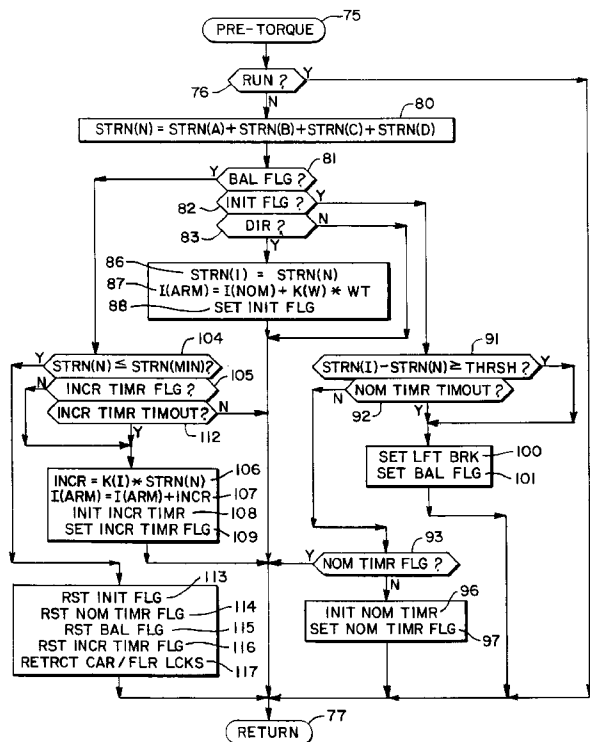 PRE-TORQUE
75
RUN ?
Y
76
N
80
STRN(N) = STRN(A)+STRN(B)+STRN(C)+STRN(D)
81
Y
BAL FLG ?
82
INIT FLG ?
Y
83
DIR ?
N
Y
86
STRN(I) = STRN(N)
87
I(ARM) = I(NOM)+ K(W) * WT
88
SET INIT FLG
104
Y
STRN(N) ≤ STRN(MIN)?
N
INCR TIMR FLG ?
105
INCR TIMR TIMOUT?
N
112
Y
91
STRN(I)-STRN(N) ≥ THRSH ?
Y
N
NOM TIMR TIMOUT ?
92
Y
SET LFT BRK
100
SET BAL FLG
101
INCR = K(I)* STRN(N)
106
I(ARM) = I(ARM)+INCR
107
INIT INCR TIMR
108
SET INCR TIMR FLG
109
93
Y
NOM TIMR FLG ?
N
INIT NOM TIMR
96
SET NOM TIMR FLG
97
RST INIT FLG
113
RST NOM TIMR FLG
114
RST BAL FLG
115
RST INCR TIMR FLG
116
RETRCT CAR/FLR LCKS
117
RETURN
77